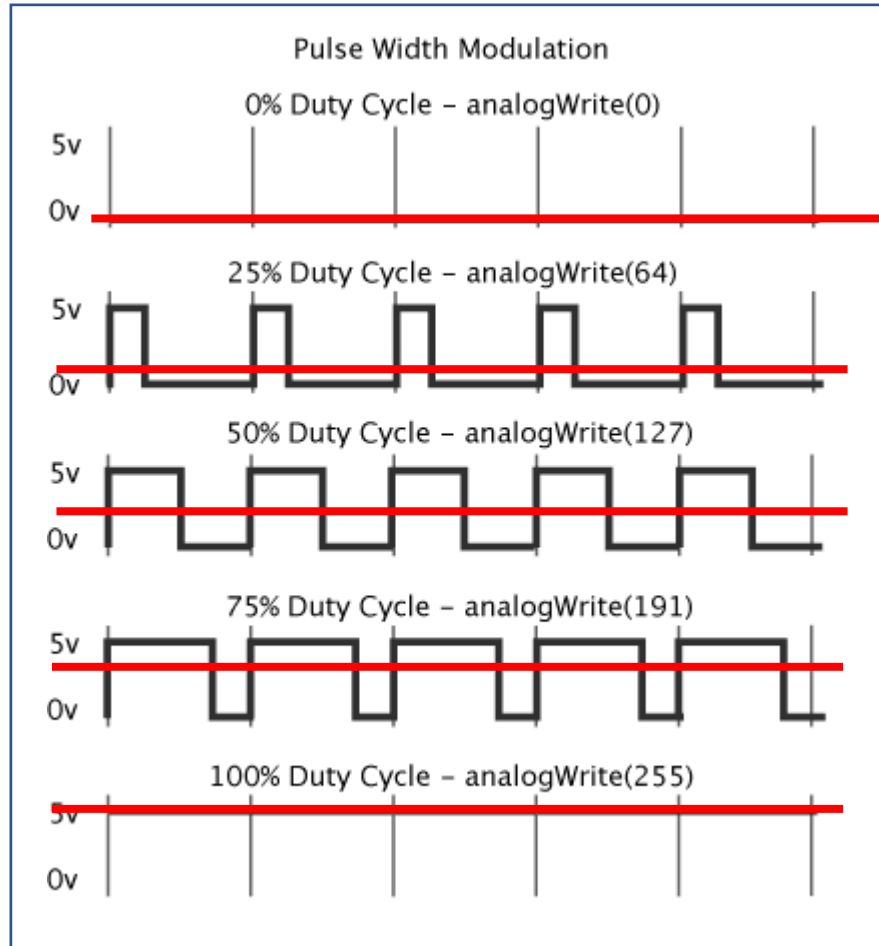 Pulse Width Modulation
0% Duty Cycle – analogWrite(0)
5v
0v
25% Duty Cycle – analogWrite(64)
5v
0v
50% Duty Cycle – analogWrite(127)
5v
0v
75% Duty Cycle – analogWrite(191)
5v
0v
100% Duty Cycle – analogWrite(255)
5v
0v